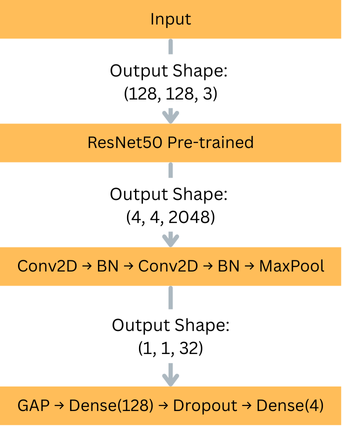 Input
Output Shape:
(128, 128, 3)
ResNet50 Pre-trained
Output Shape:
(4, 4, 2048)
Conv2D → BN → Conv2D → BN → MaxPool
Output Shape:
(1, 1, 32)
GAP → Dense(128) → Dropout → Dense(4)